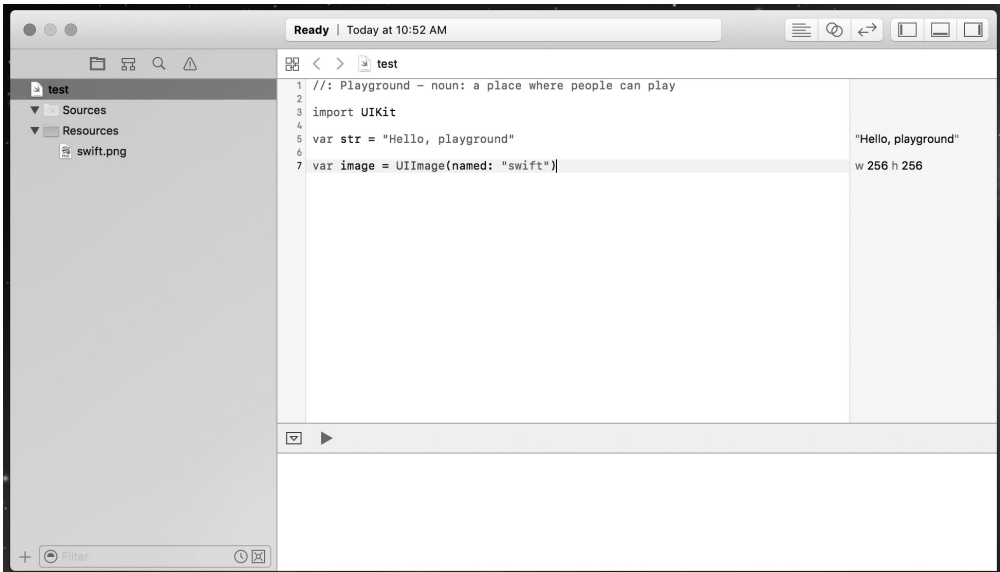 Ready | Today at 10:52 AM
test
test
Sources
Resources
swift.png
1 //: Playground – noun: a place where people can play
2
3 import UIKit
4
5 var str = "Hello, playground" "Hello, playground"
6
7 var image = UIImage(named: "swift") w 256 h 256
Filter